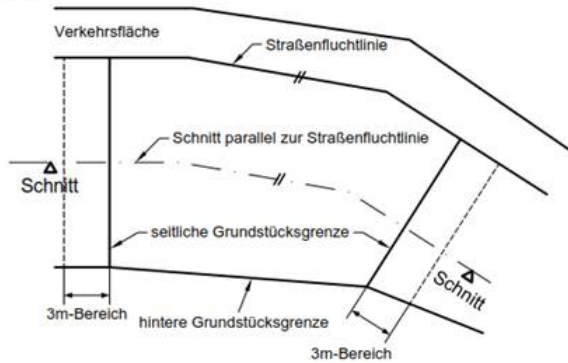 Verkehrsfläche
Straßenfluchtlinie
Schnitt parallel zur Straßenfluchtlinie
Schnitt
seitliche Grundstücksgrenze
Schnitt
3m-Bereich
hintere Grundstücksgrenze
3m-Bereich